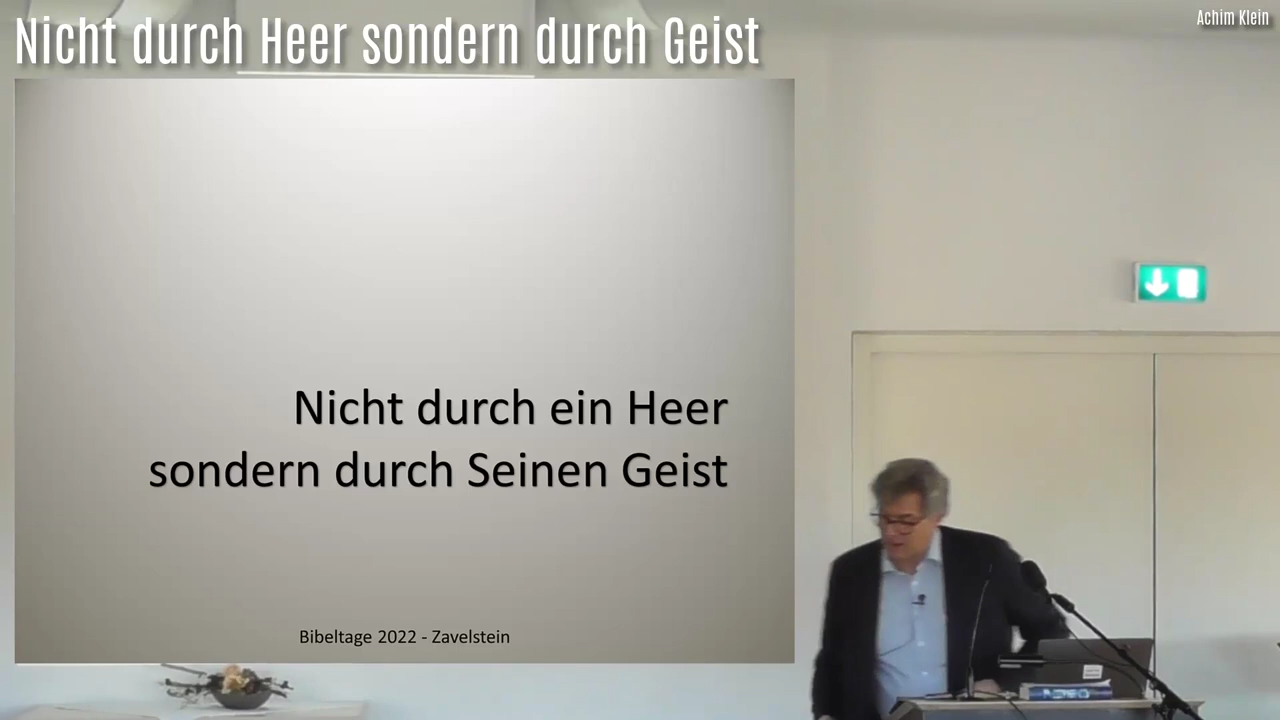 Nicht durch Heer sondern durch Geist
Achim Klein
Nicht durch ein Heer
sondern durch Seinen Geist
Bibeltage 2022 - Zavelstein